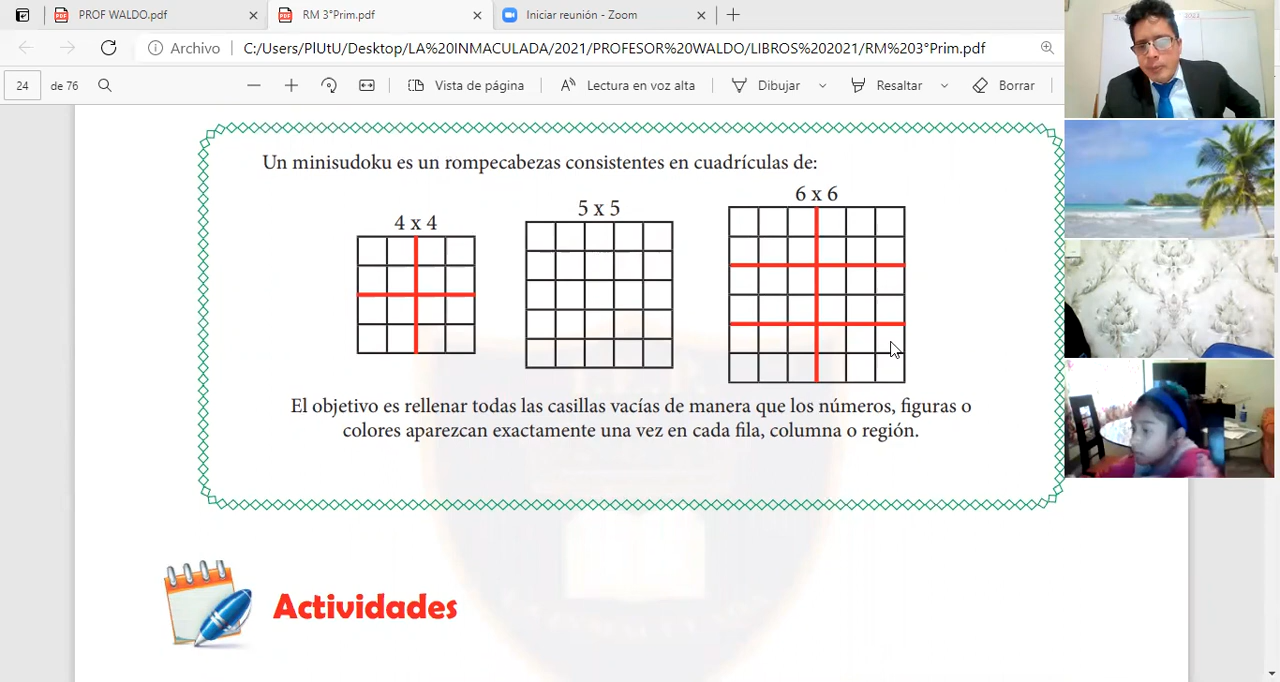 PROF WALDO.pdf
RM 3°Prim.pdf
Iniciar reunión - Zoom
Archivo
C:/Users/PlUtU/Desktop/LA%20INMACULADA/2021/PROFESOR%20WALDO/LIBROS%202021/RM%203°Prim.pdf
24 de 76
Vista de página
Lectura en voz alta
Dibujar
Resaltar
Borrar
Un minisudoku es un rompecabezas consistentes en cuadrículas de:
4 x 4
5 x 5
6 x 6
El objetivo es rellenar todas las casillas vacías de manera que los números, figuras o
colores aparezcan exactamente una vez en cada fila, columna o región.
Actividades